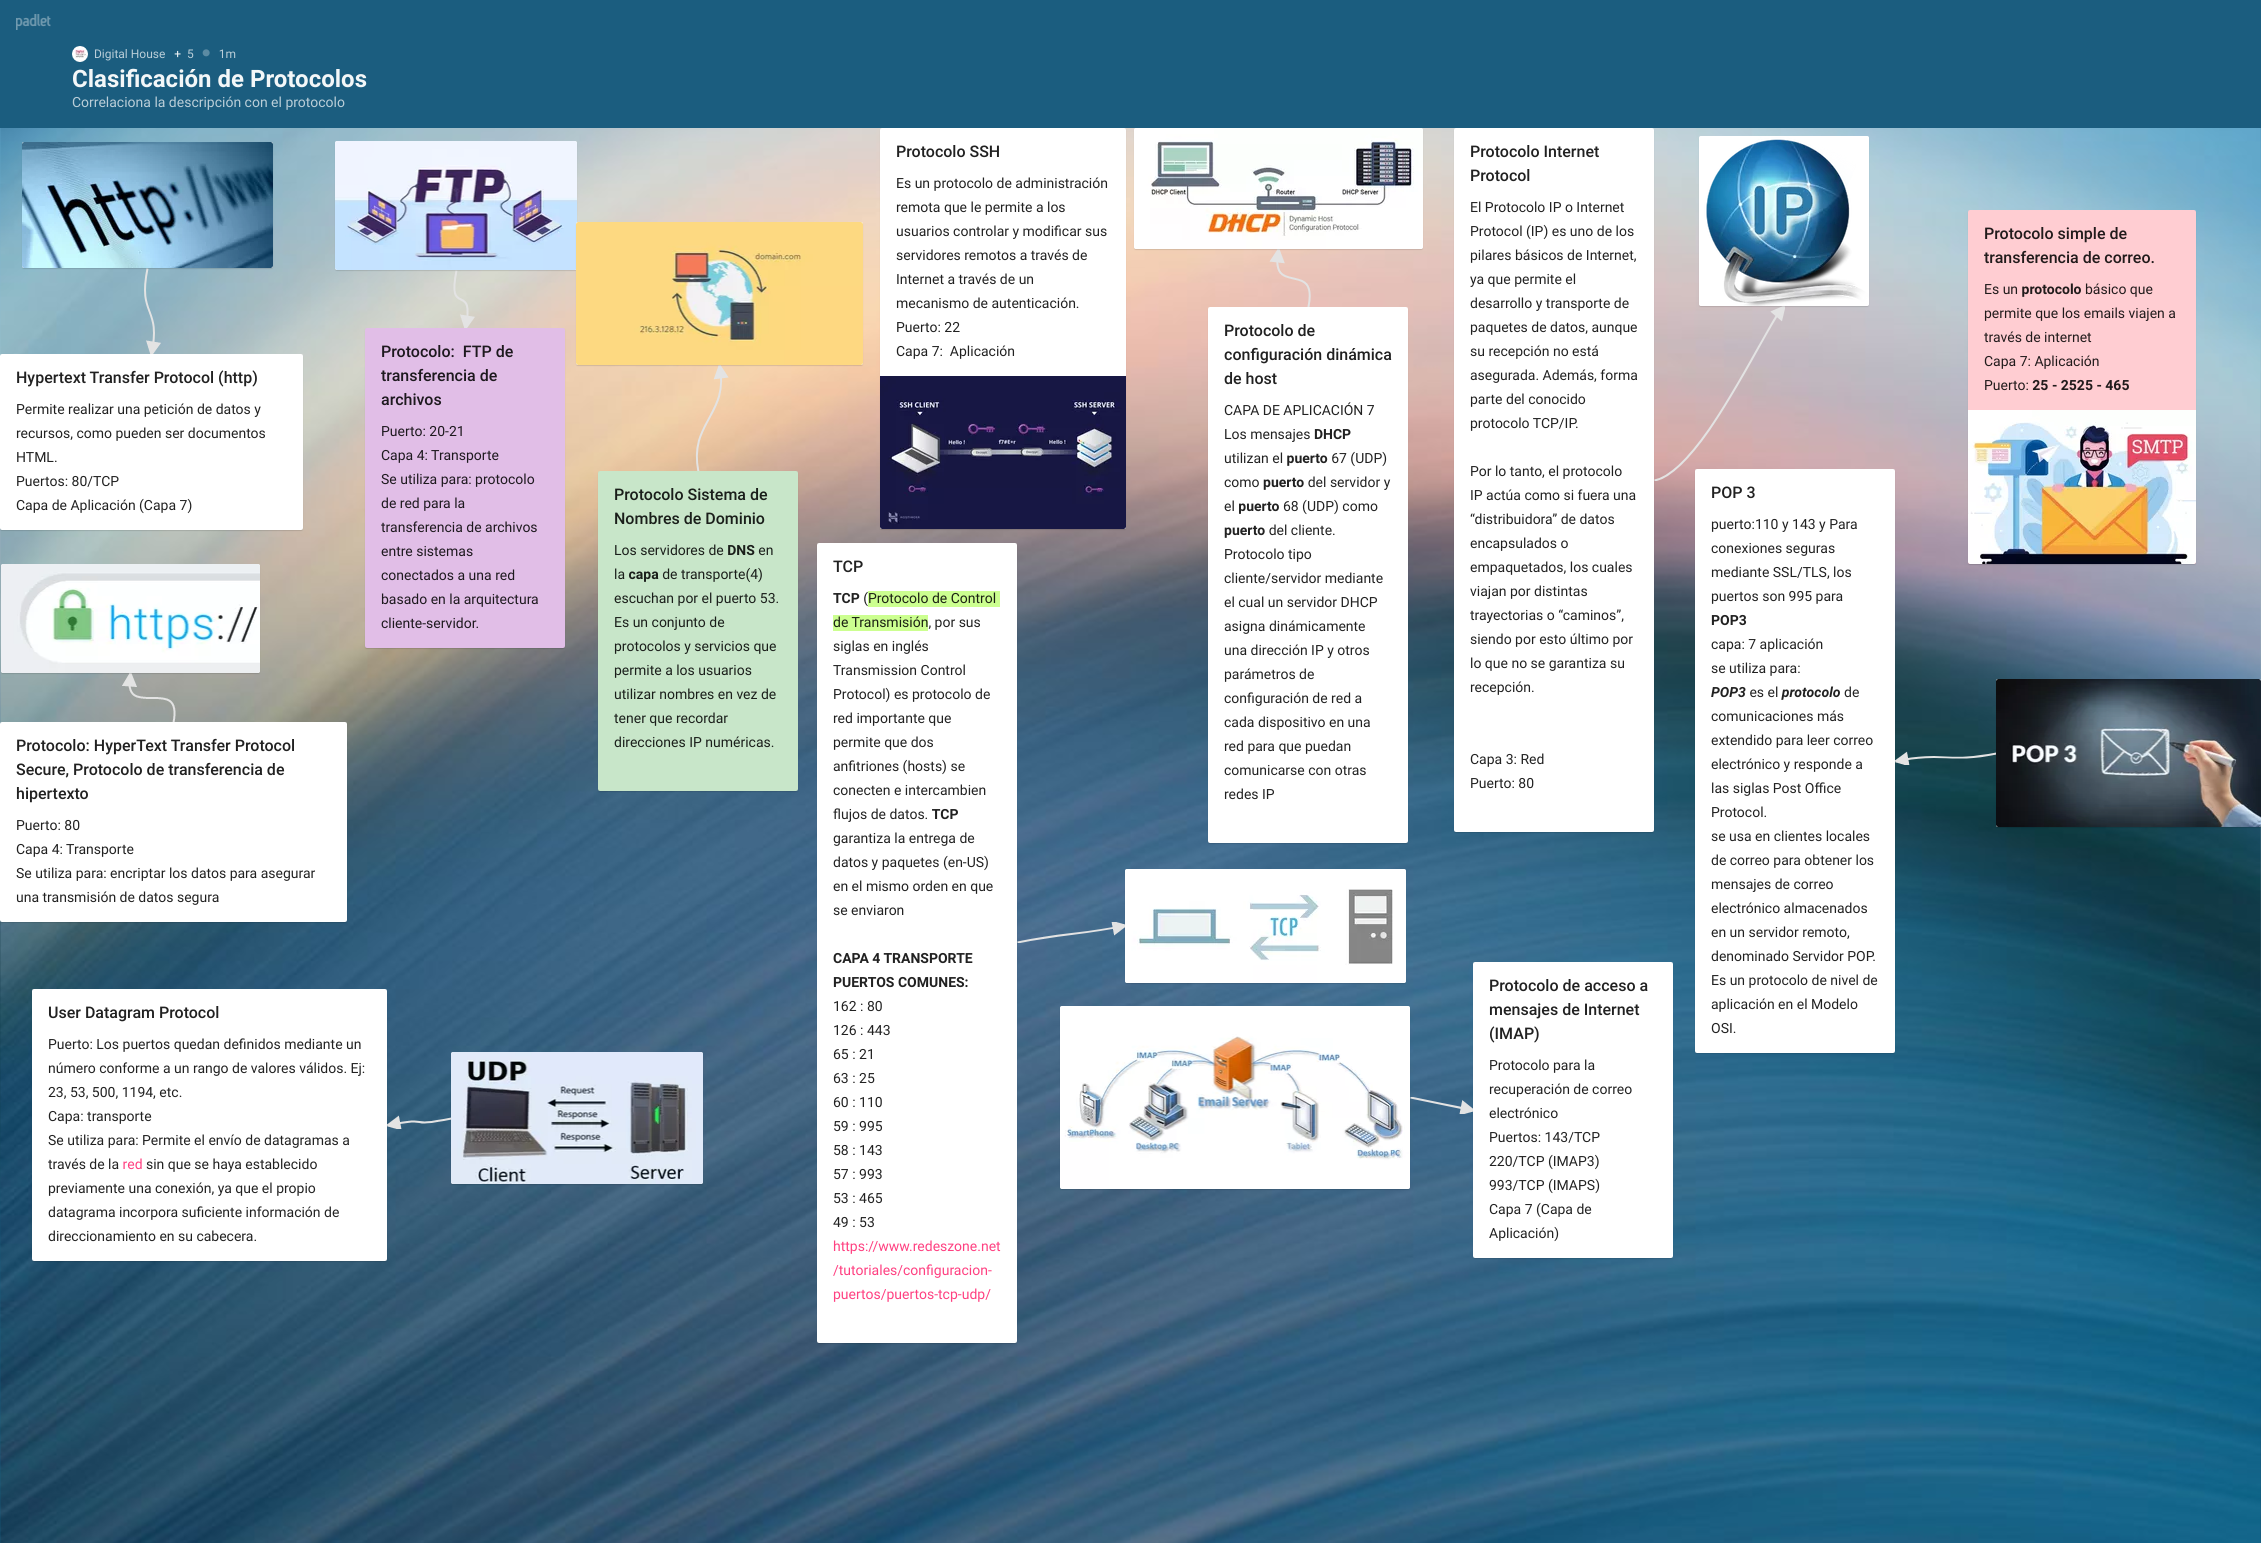 padlet
Digital House + 5 1m
Clasificación de Protocolos
Correlaciona la descripción con el protocolo
http://www
Hypertext Transfer Protocol (http)
Permite realizar una petición de datos y
recursos, como pueden ser documentos
HTML.
Puertos: 80/TCP
Capa de Aplicación (Capa 7)
https://
Protocolo: HyperText Transfer Protocol
Secure, Protocolo de transferencia de
hipertexto
Puerto: 80
Capa 4: Transporte
Se utiliza para: encriptar los datos para asegurar
una transmisión de datos segura
User Datagram Protocol
Puerto: Los puertos quedan definidos mediante un
número conforme a un rango de valores válidos. Ej:
23, 53, 500, 1194, etc.
Capa: transporte
Se utiliza para: Permite el envío de datagramas a
través de la red sin que se haya establecido
previamente una conexión, ya que el propio
datagrama incorpora suficiente información de
direccionamiento en su cabecera.
UDP
Request
Response
Response
Client
Server
FTP
Protocolo: FTP de
transferencia de
archivos
Puerto: 20-21
Capa 4: Transporte
Se utiliza para: protocolo
de red para la
transferencia de archivos
entre sistemas
conectados a una red
basado en la arquitectura
cliente-servidor.
domain.com
216.3.128.12
Protocolo Sistema de
Nombres de Dominio
Los servidores de DNS en
la capa de transporte(4)
escuchan por el puerto 53.
Es un conjunto de
protocolos y servicios que
permite a los usuarios
utilizar nombres en vez de
tener que recordar
direcciones IP numéricas.
Protocolo SSH
Es un protocolo de administración
remota que le permite a los
usuarios controlar y modificar sus
servidores remotos a través de
Internet a través de un
mecanismo de autenticación.
Puerto: 22
Capa 7: Aplicación
SSH CLIENT
SSH SERVER
Hello !
f7#E+r
Hello !
TCP
TCP (Protocolo de Control
de Transmisión, por sus
siglas en inglés
Transmission Control
Protocol) es protocolo de
red importante que
permite que dos
anfitriones (hosts) se
conecten e intercambien
flujos de datos. TCP
garantiza la entrega de
datos y paquetes (en-US)
en el mismo orden en que
se enviaron
CAPA 4 TRANSPORTE
PUERTOS COMUNES:
162 : 80
126 : 443
65 : 21
63 : 25
60 : 110
59 : 995
58 : 143
57 : 993
53 : 465
49 : 53
https://www.redeszone.net
/tutoriales/configuracion-
puertos/puertos-tcp-udp/
DHCP Client
Router
DHCP Server
DHCP
Dynamic Host
Configuration Protocol
Protocolo de
configuración dinámica
de host
CAPA DE APLICACIÓN 7
Los mensajes DHCP
utilizan el puerto 67 (UDP)
como puerto del servidor y
el puerto 68 (UDP) como
puerto del cliente.
Protocolo tipo
cliente/servidor mediante
el cual un servidor DHCP
asigna dinámicamente
una dirección IP y otros
parámetros de
configuración de red a
cada dispositivo en una
red para que puedan
comunicarse con otras
redes IP
TCP
IMAP
IMAP
IMAP
IMAP
Email Server
SmartPhone
Desktop PC
Tablet
Desktop PC
Protocolo Internet
Protocol
El Protocolo IP o Internet
Protocol (IP) es uno de los
pilares básicos de Internet,
ya que permite el
desarrollo y transporte de
paquetes de datos, aunque
su recepción no está
asegurada. Además, forma
parte del conocido
protocolo TCP/IP.
Por lo tanto, el protocolo
IP actúa como si fuera una
“distribuidora” de datos
encapsulados o
empaquetados, los cuales
viajan por distintas
trayectorias o “caminos”,
siendo por esto último por
lo que no se garantiza su
recepción.
Capa 3: Red
Puerto: 80
IP
Protocolo de acceso a
mensajes de Internet
(IMAP)
Protocolo para la
recuperación de correo
electrónico
Puertos: 143/TCP
220/TCP (IMAP3)
993/TCP (IMAPS)
Capa 7 (Capa de
Aplicación)
POP 3
puerto:110 y 143 y Para
conexiones seguras
mediante SSL/TLS, los
puertos son 995 para
POP3
capa: 7 aplicación
se utiliza para:
POP3 es el protocolo de
comunicaciones más
extendido para leer correo
electrónico y responde a
las siglas Post Office
Protocol.
se usa en clientes locales
de correo para obtener los
mensajes de correo
electrónico almacenados
en un servidor remoto,
denominado Servidor POP.
Es un protocolo de nivel de
aplicación en el Modelo
OSI.
Protocolo simple de
transferencia de correo.
Es un protocolo básico que
permite que los emails viajen a
través de internet
Capa 7: Aplicación
Puerto: 25 - 2525 - 465
SMTP
POP 3